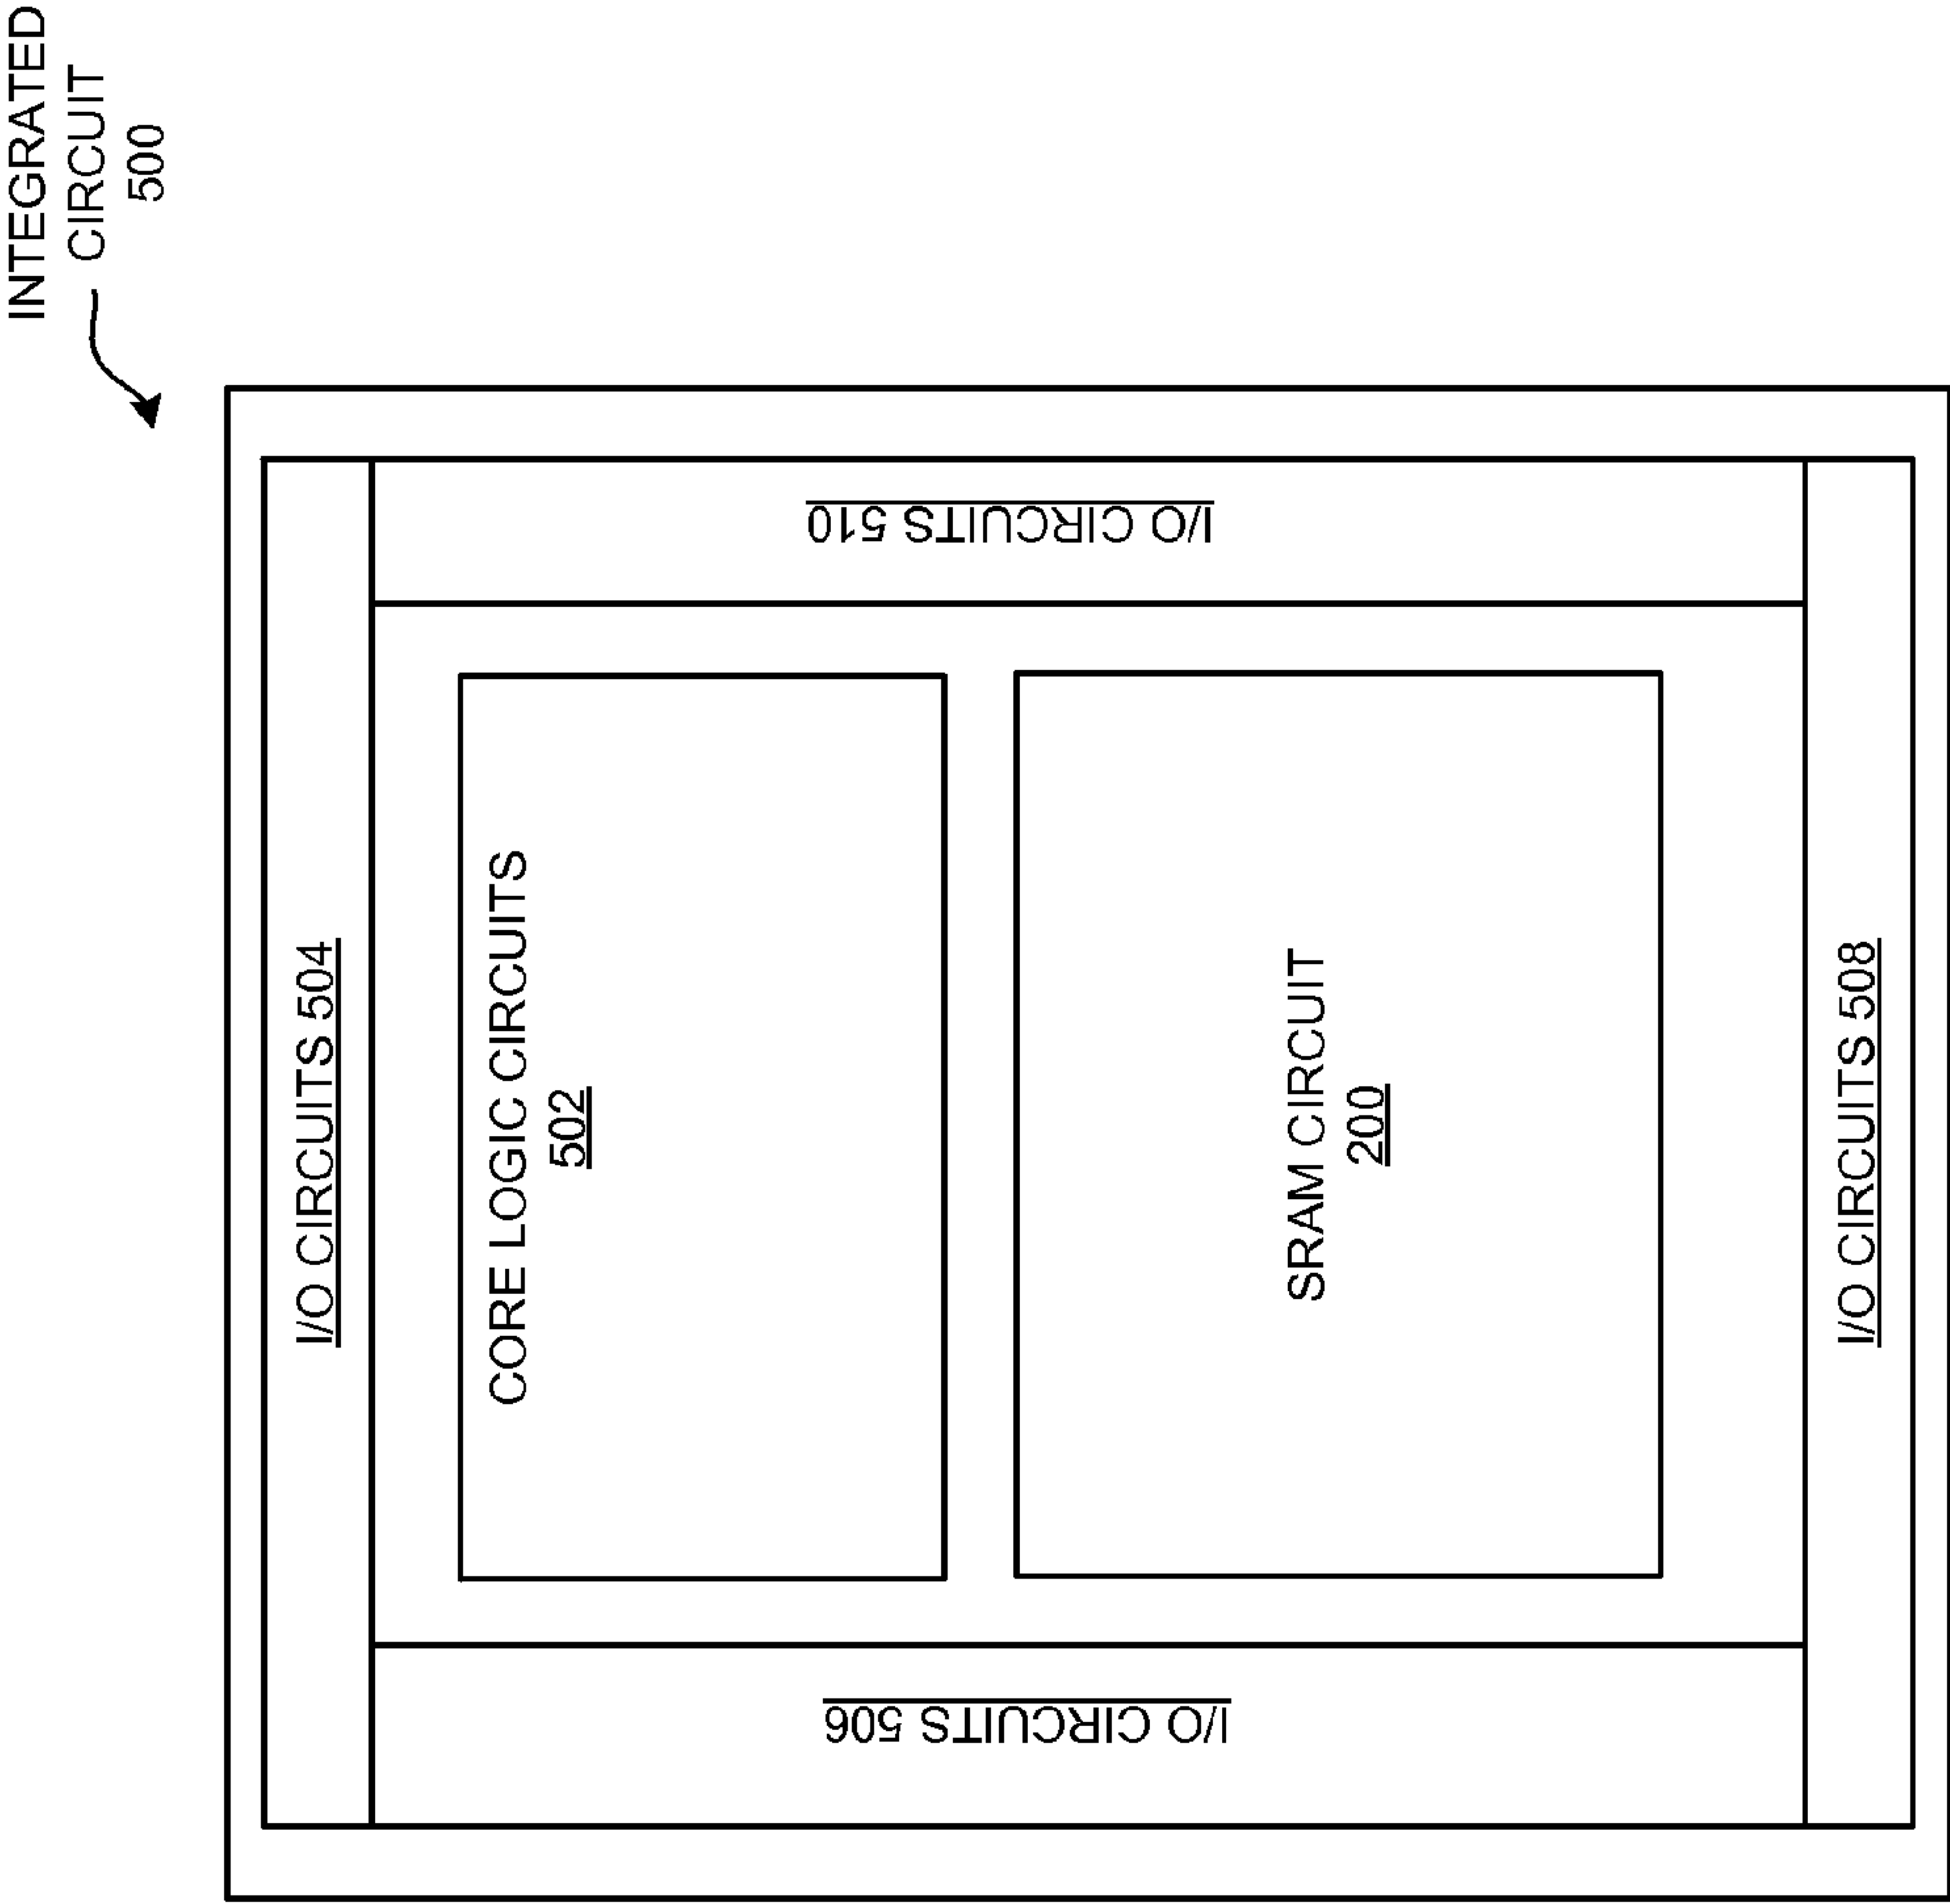 INTEGRATED
CIRCUIT
500
I/O CIRCUITS 504
CORE LOGIC CIRCUITS
502
I/O CIRCUITS 506
I/O CIRCUITS 510
SRAM CIRCUIT
200
I/O CIRCUITS 508